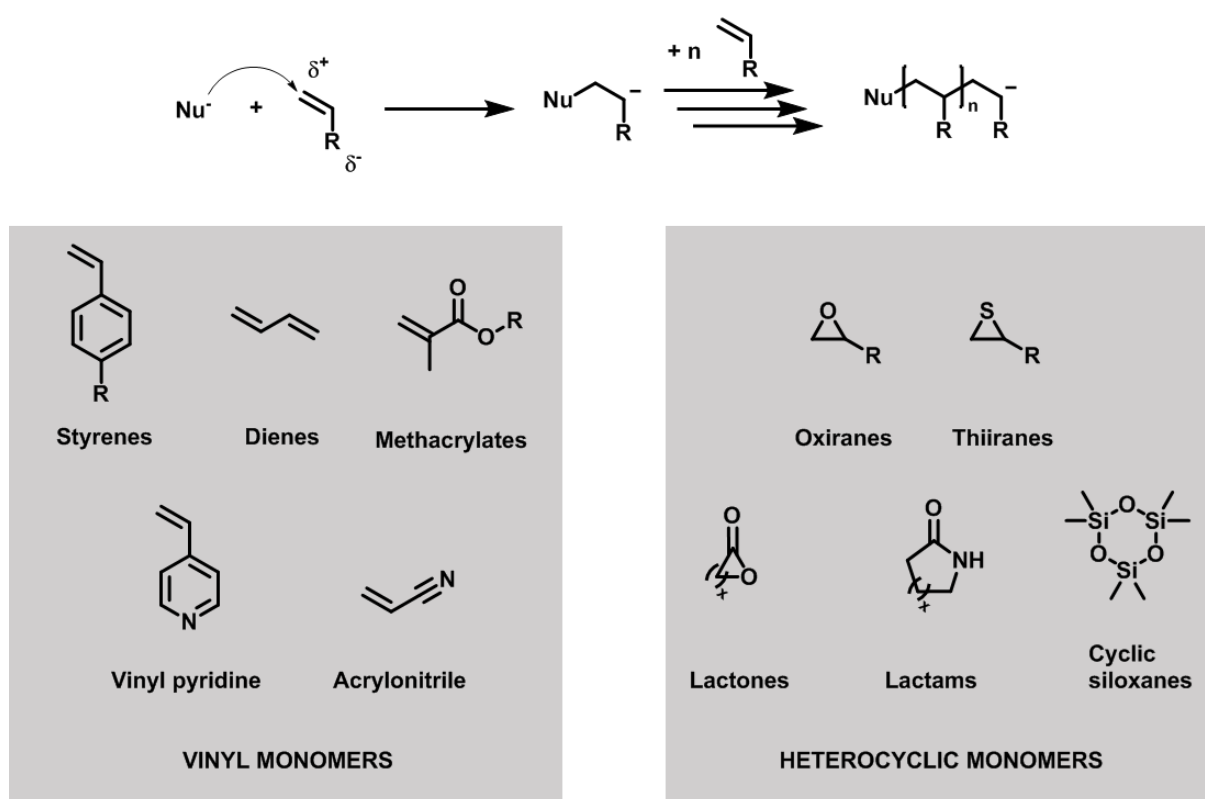 δ+
Nu- + R δ-
Nu - R
+ n R
Nu ( ) n - R R
R
Styrenes
Dienes
O O R
Methacrylates
N
Vinyl pyridine
N
Acrylonitrile
VINYL MONOMERS
O R
Oxiranes
S R
Thiiranes
O O x
Lactones
O NH x
Lactams
Si O Si O Si O
Cyclic
siloxanes
HETEROCYCLIC MONOMERS